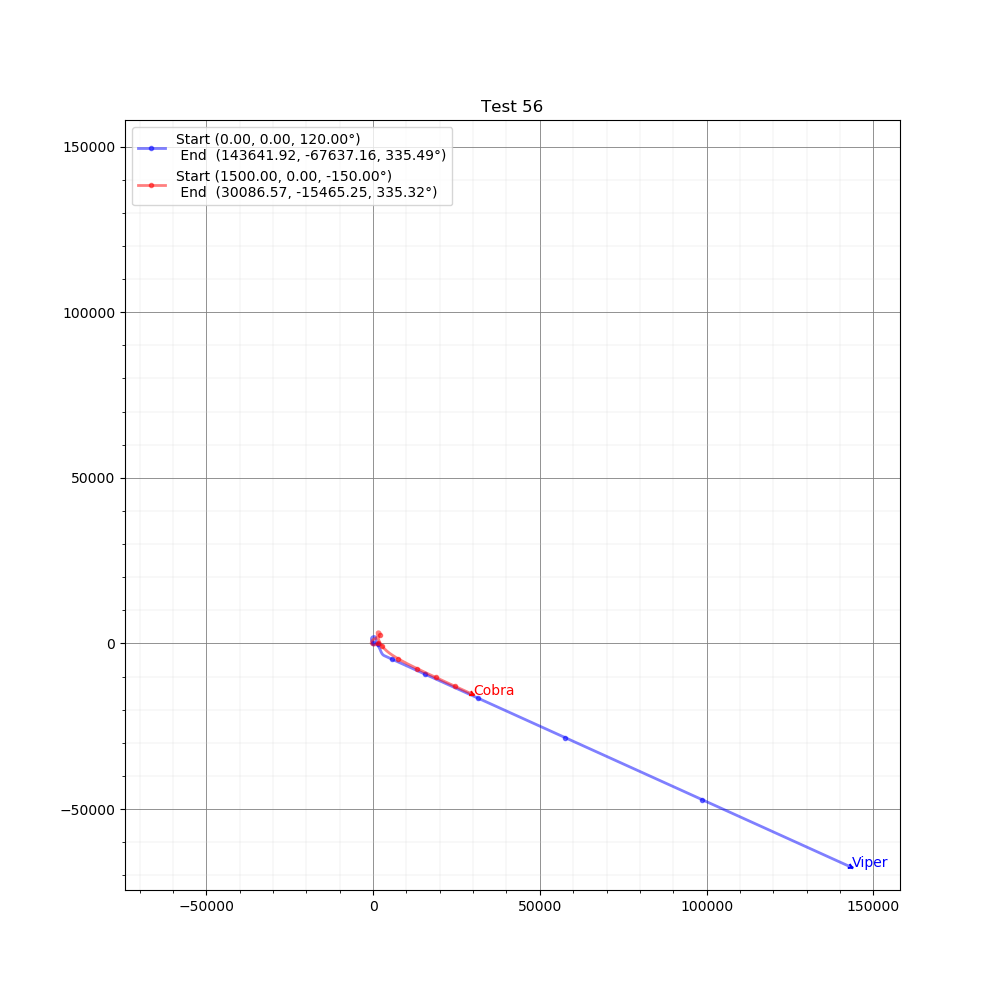 Test 56
Start (0.00, 0.00, 120.00°)
End  (143641.92, -67637.16, 335.49°)
Start (1500.00, 0.00, -150.00°)
End  (30086.57, -15465.25, 335.32°)
150000
100000
50000
0
−50000
Cobra
Viper
−50000
0
50000
100000
150000